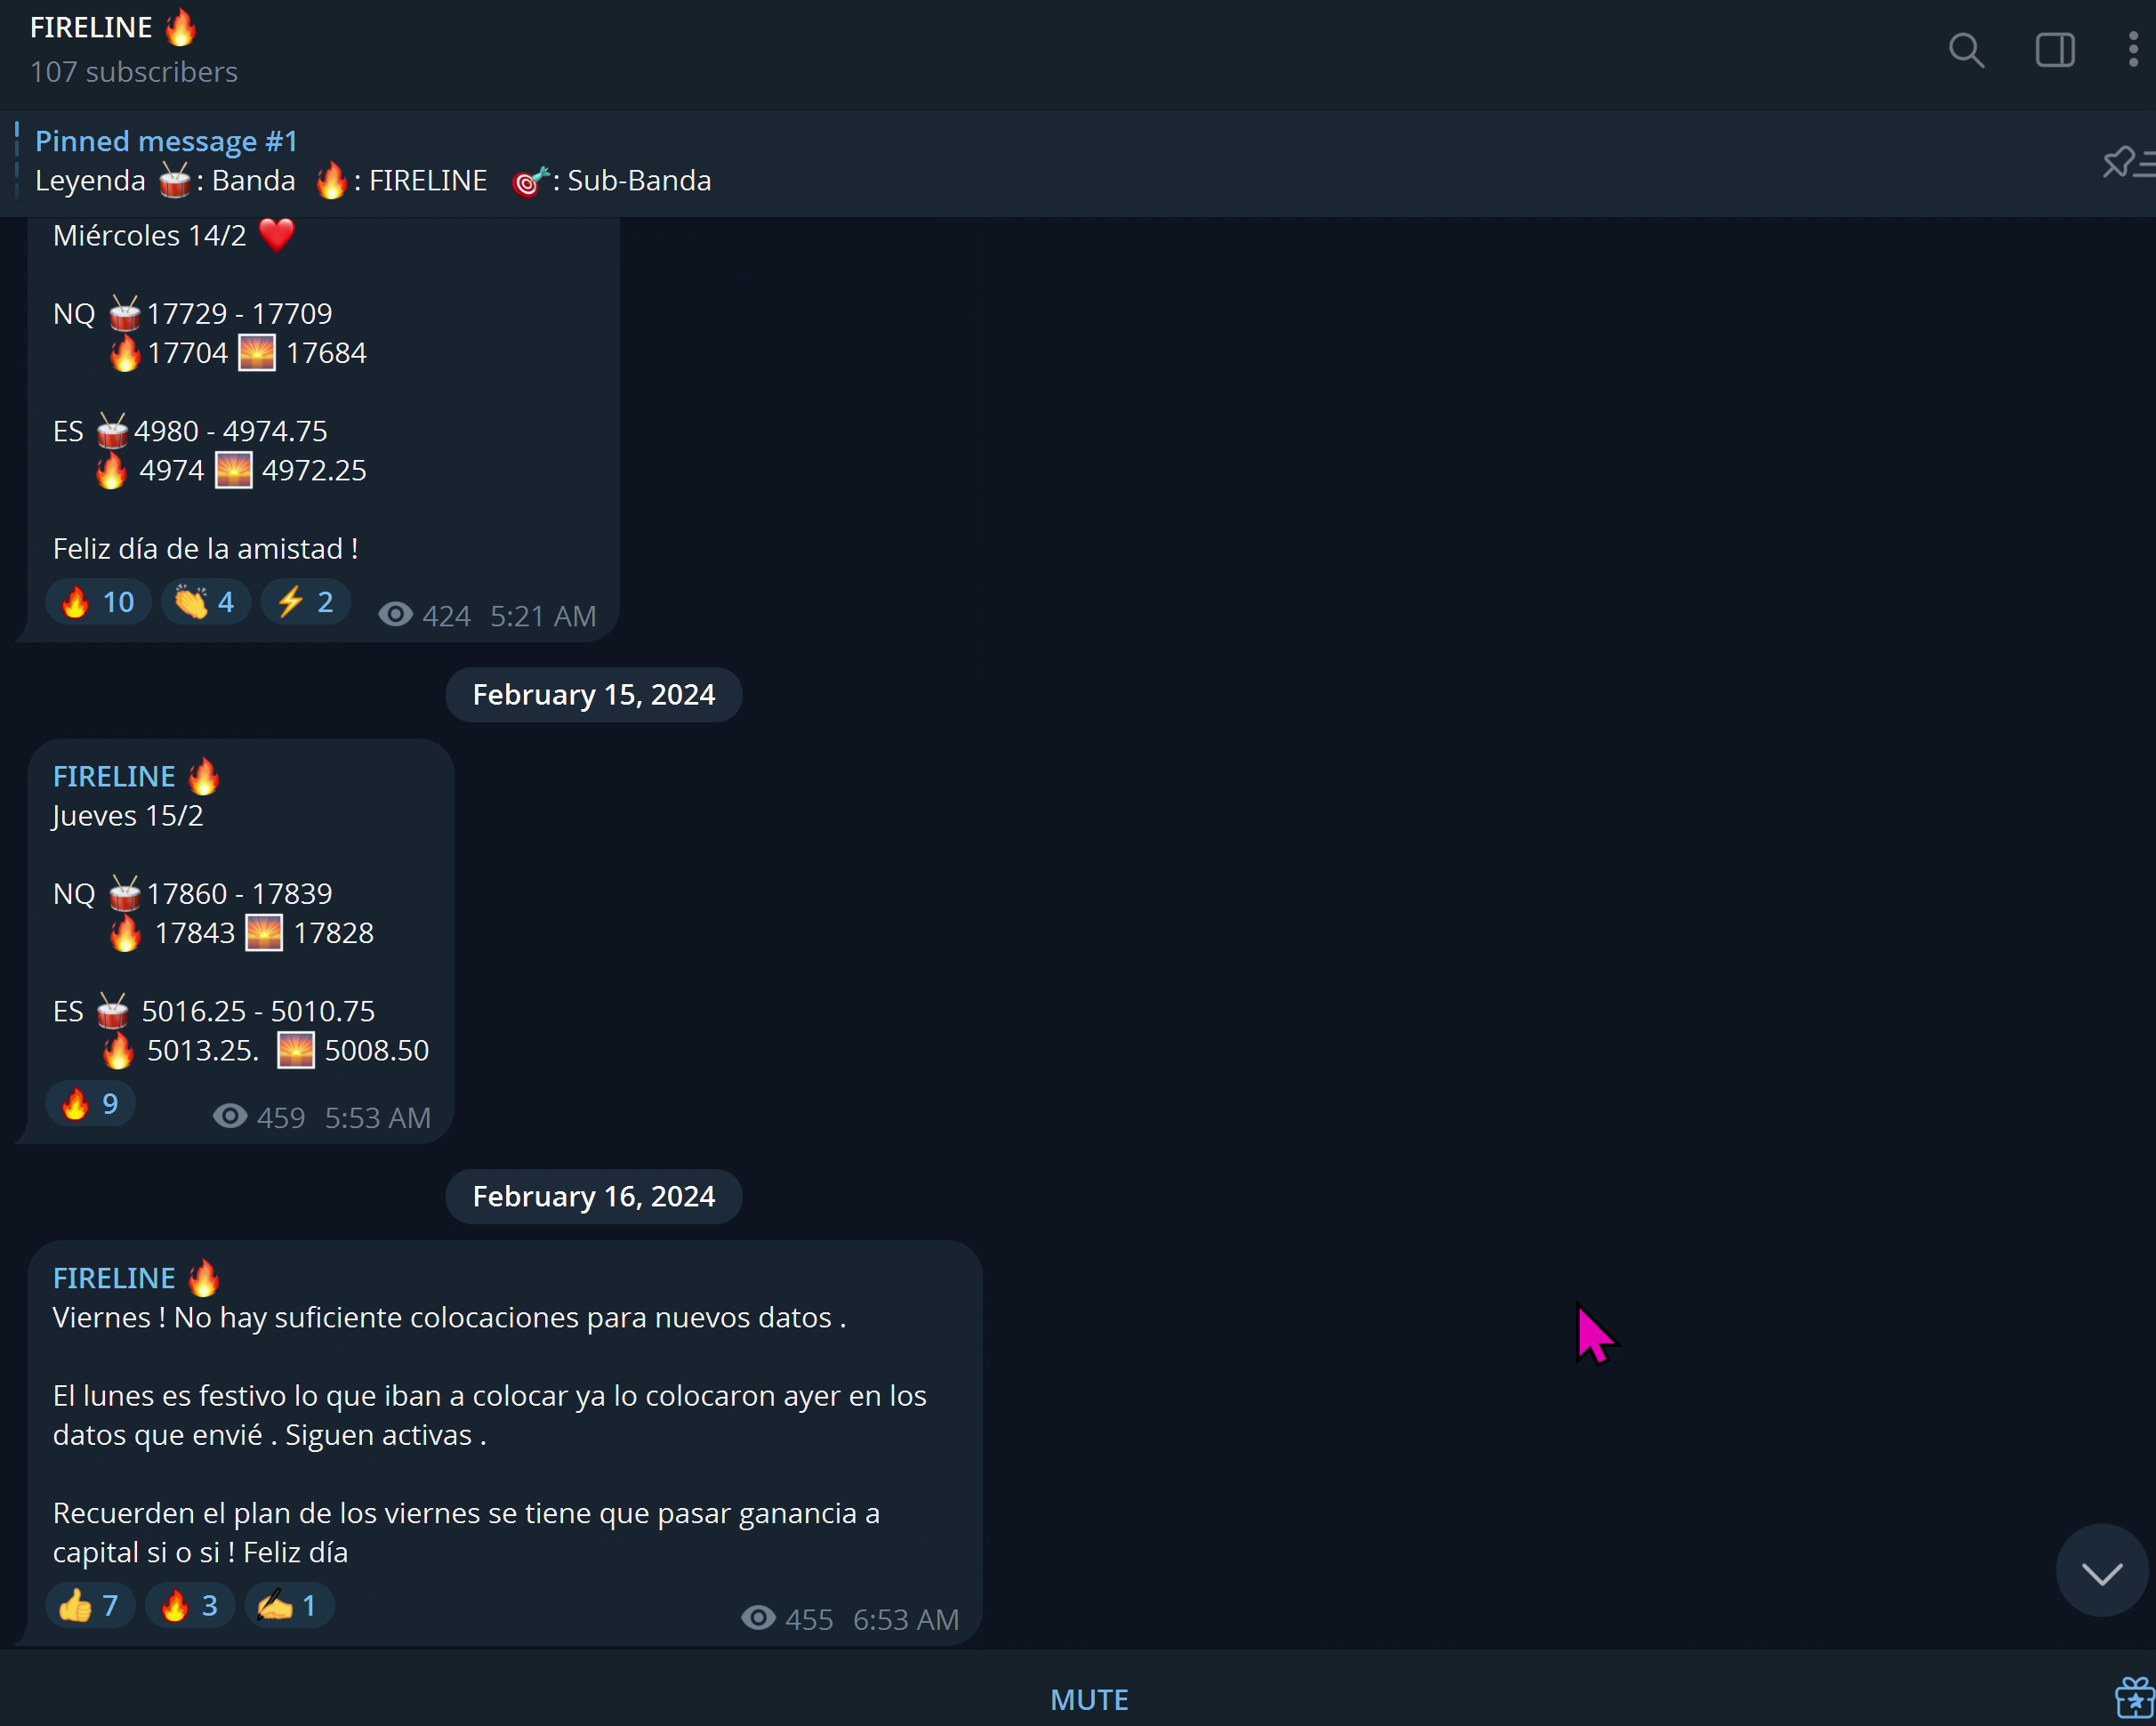 FIRELINE 🔥
107 subscribers
Pinned message #1
Leyenda 🥁: Banda 🔥: FIRELINE 🎯: Sub-Banda
Miércoles 14/2 ❤️
NQ 🥁17729 - 17709
🔥17704 🌅 17684
ES 🥁4980 - 4974.75
🔥 4974 🌅 4972.25
Feliz día de la amistad !
🔥 10 👏 4 ⚡ 2 424 5:21 AM
February 15, 2024
FIRELINE 🔥
Jueves 15/2
NQ 🥁17860 - 17839
🔥 17843 🌅 17828
ES 🥁 5016.25 - 5010.75
🔥 5013.25. 🌅 5008.50
🔥 9 459 5:53 AM
February 16, 2024
FIRELINE 🔥
Viernes ! No hay suficiente colocaciones para nuevos datos .
El lunes es festivo lo que iban a colocar ya lo colocaron ayer en los
datos que envié . Siguen activas .
Recuerden el plan de los viernes se tiene que pasar ganancia a
capital si o si ! Feliz día
👍 7 🔥 3 ✍️ 1 455 6:53 AM
MUTE